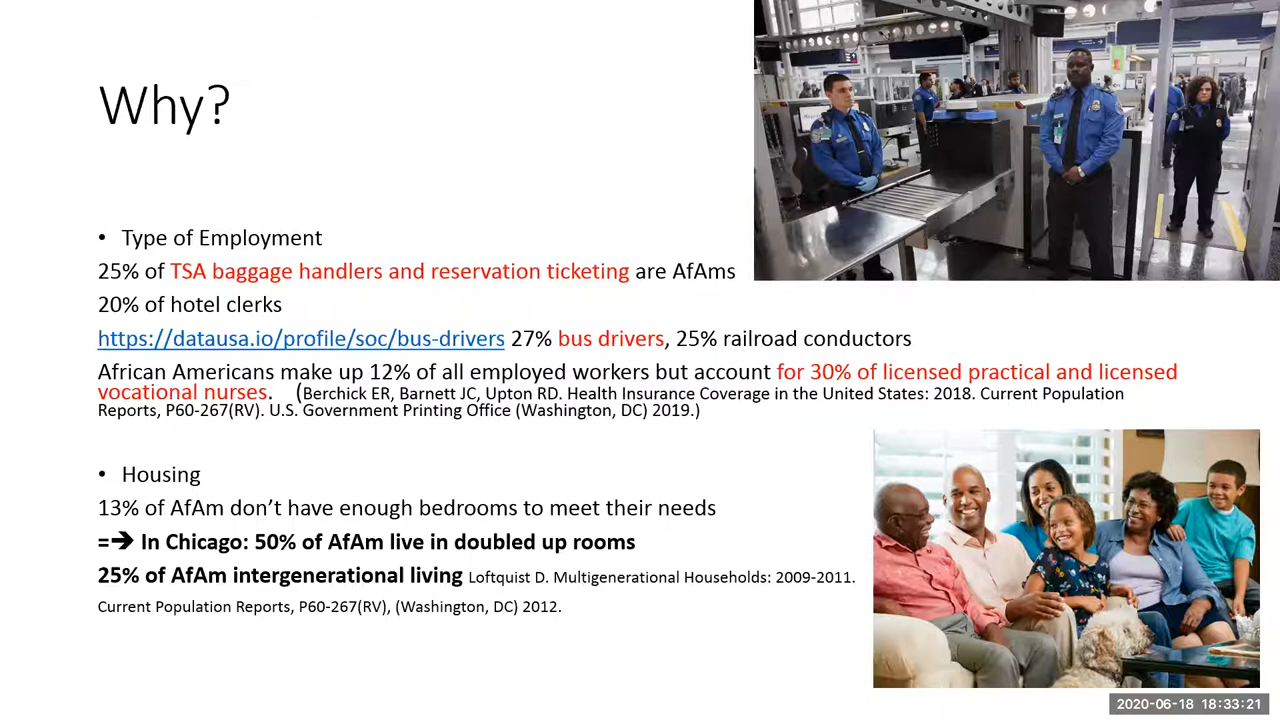 Why?
• Type of Employment
25% of TSA baggage handlers and reservation ticketing are AfAms
20% of hotel clerks
https://datausa.io/profile/soc/bus-drivers 27% bus drivers, 25% railroad conductors
African Americans make up 12% of all employed workers but account for 30% of licensed practical and licensed
vocational nurses. (Berchick ER, Barnett JC, Upton RD. Health Insurance Coverage in the United States: 2018. Current Population
Reports, P60-267(RV). U.S. Government Printing Office (Washington, DC) 2019.)
• Housing
13% of AfAm don’t have enough bedrooms to meet their needs
=➔ In Chicago: 50% of AfAm live in doubled up rooms
25% of AfAm intergenerational living Loftquist D. Multigenerational Households: 2009-2011.
Current Population Reports, P60-267(RV), (Washington, DC) 2012.
2020-06-18 18:33:21